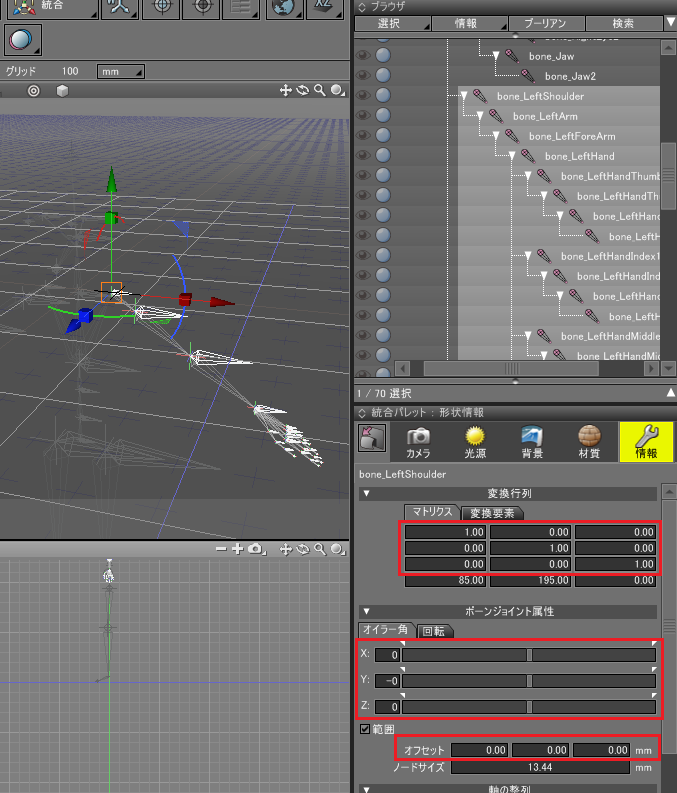 統合
XZ
グリッド 100 mm
ブラウザ
選択 情報 ブーリアン 検索
bone_Jaw
bone_Jaw2
bone_LeftShoulder
bone_LeftArm
bone_LeftForeArm
bone_LeftHand
bone_LeftHandThumb
bone_LeftHandTh
bone_LeftHand
bone_LeftH
bone_LeftHandIndex1
bone_LeftHandInd
bone_LeftHand
bone_LeftH
bone_LeftHandMiddle
bone_LeftHandMid
1 / 70 選択
統合パレット : 形状情報
カメラ 光源 背景 材質 情報
bone_LeftShoulder
▼ 変換行列
マトリクス 変換要素
1.00 0.00 0.00
0.00 1.00 0.00
0.00 0.00 1.00
85.00 195.00 0.00
▼ ボーンジョイント属性
オイラー角 回転
X: 0
Y: -0
Z: 0
範囲
オフセット 0.00 0.00 0.00 mm
ノードサイズ 13.44 mm
▼ 軸の整列